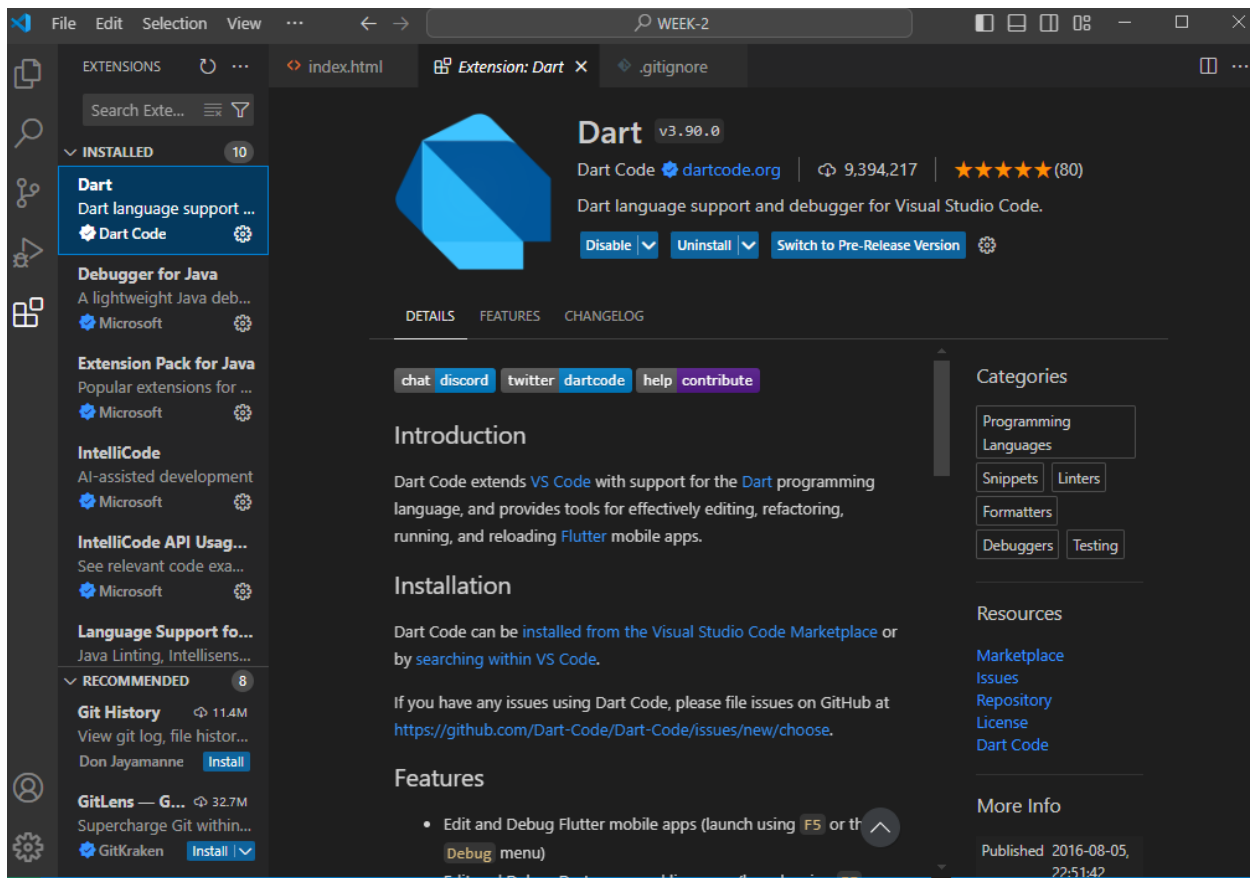 File Edit Selection View ···
WEEK-2
EXTENSIONS
Search Exte...
INSTALLED 10
Dart
Dart language support ...
Dart Code
Debugger for Java
A lightweight Java deb...
Microsoft
Extension Pack for Java
Popular extensions for ...
Microsoft
IntelliCode
AI-assisted development
Microsoft
IntelliCode API Usag...
See relevant code exa...
Microsoft
Language Support fo...
Java Linting, Intellisens...
RECOMMENDED 8
Git History 11.4M
View git log, file histor...
Don Jayamanne Install
GitLens — G... 32.7M
Supercharge Git within...
GitKraken Install
index.html Extension: Dart .gitignore
Dart v3.90.0
Dart Code dartcode.org 9,394,217 ★★★★★(80)
Dart language support and debugger for Visual Studio Code.
Disable Uninstall Switch to Pre-Release Version
DETAILS FEATURES CHANGELOG
chat discord twitter dartcode help contribute
Introduction
Dart Code extends VS Code with support for the Dart programming
language, and provides tools for effectively editing, refactoring,
running, and reloading Flutter mobile apps.
Installation
Dart Code can be installed from the Visual Studio Code Marketplace or
by searching within VS Code.
If you have any issues using Dart Code, please file issues on GitHub at
https://github.com/Dart-Code/Dart-Code/issues/new/choose.
Features
• Edit and Debug Flutter mobile apps (launch using F5 or th
Debug menu)
Categories
Programming
Languages
Snippets Linters
Formatters
Debuggers Testing
Resources
Marketplace
Issues
Repository
License
Dart Code
More Info
Published 2016-08-05,
22:51:42